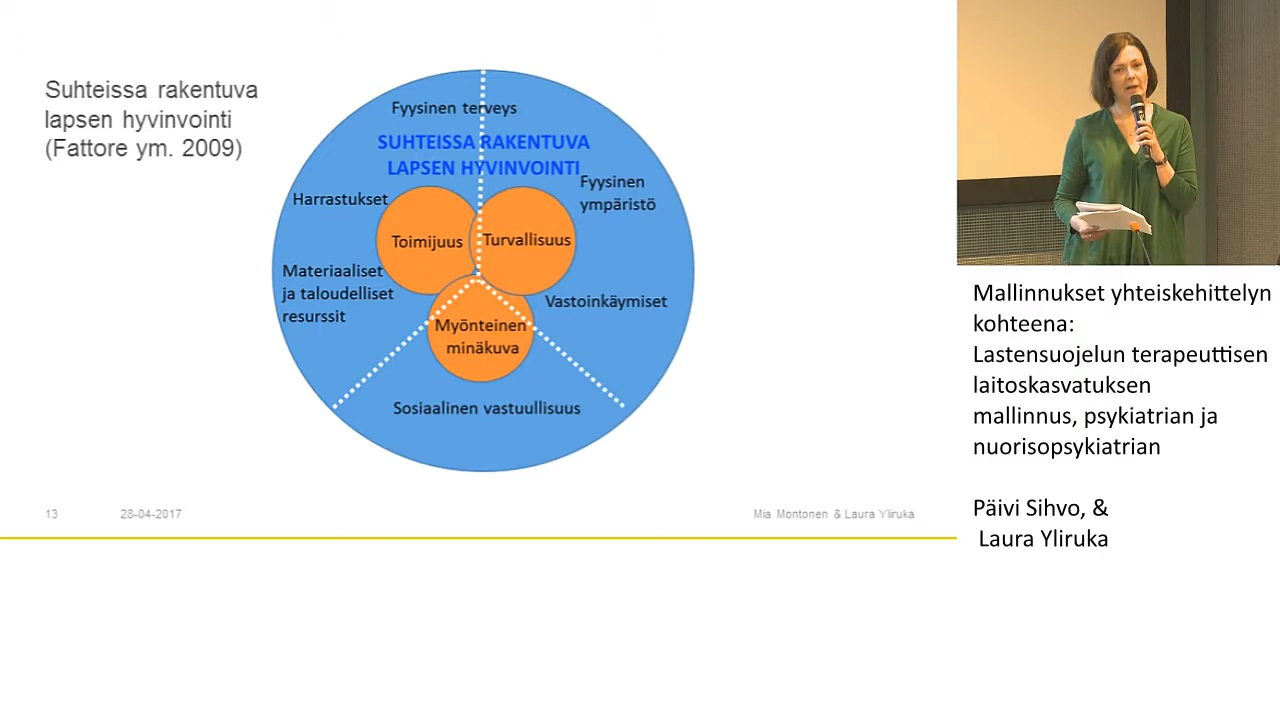 Suhteissa rakentuva
lapsen hyvinvointi
(Fattore ym. 2009)
Fyysinen terveys
SUHTEISSA RAKENTUVA
LAPSEN HYVINVOINTI
Fyysinen
ympäristö
Harrastukset
Toimijuus
Turvallisuus
Materiaaliset
ja taloudelliset
resurssit
Vastoinkäymiset
Myönteinen
minäkuva
Sosiaalinen vastuullisuus
13
28-04-2017
Mia Montonen & Laura Yliruka
Mallinnukset yhteiskehittelyn
kohteena:
Lastensuojelun terapeuttisen
laitoskasvatuksen
mallinnus, psykiatrian ja
nuorisopsykiatrian
Päivi Sihvo, &
Laura Yliruka